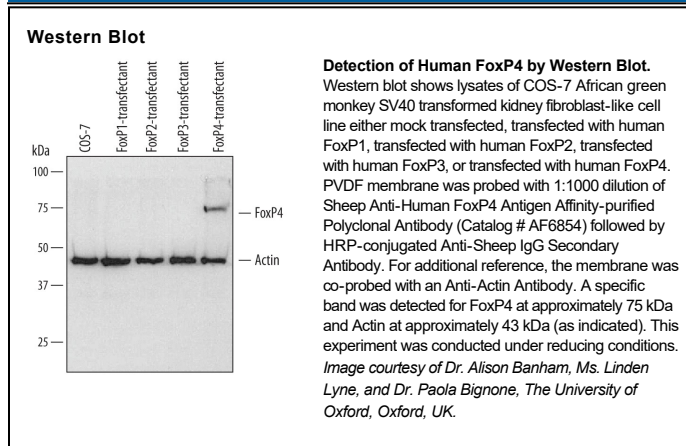 Western Blot
COS-7
FoxP1-transfectant
FoxP2-transfectant
FoxP3-transfectant
FoxP4-transfectant
kDa
100
75
50
37
25
FoxP4
Actin
Detection of Human FoxP4 by Western Blot.
Western blot shows lysates of COS-7 African green
monkey SV40 transformed kidney fibroblast-like cell
line either mock transfected, transfected with human
FoxP1, transfected with human FoxP2, transfected
with human FoxP3, or transfected with human FoxP4.
PVDF membrane was probed with 1:1000 dilution of
Sheep Anti-Human FoxP4 Antigen Affinity-purified
Polyclonal Antibody (Catalog # AF6854) followed by
HRP-conjugated Anti-Sheep IgG Secondary
Antibody. For additional reference, the membrane was
co-probed with an Anti-Actin Antibody. A specific
band was detected for FoxP4 at approximately 75 kDa
and Actin at approximately 43 kDa (as indicated). This
experiment was conducted under reducing conditions.
Image courtesy of Dr. Alison Banham, Ms. Linden
Lyne, and Dr. Paola Bignone, The University of
Oxford, Oxford, UK.